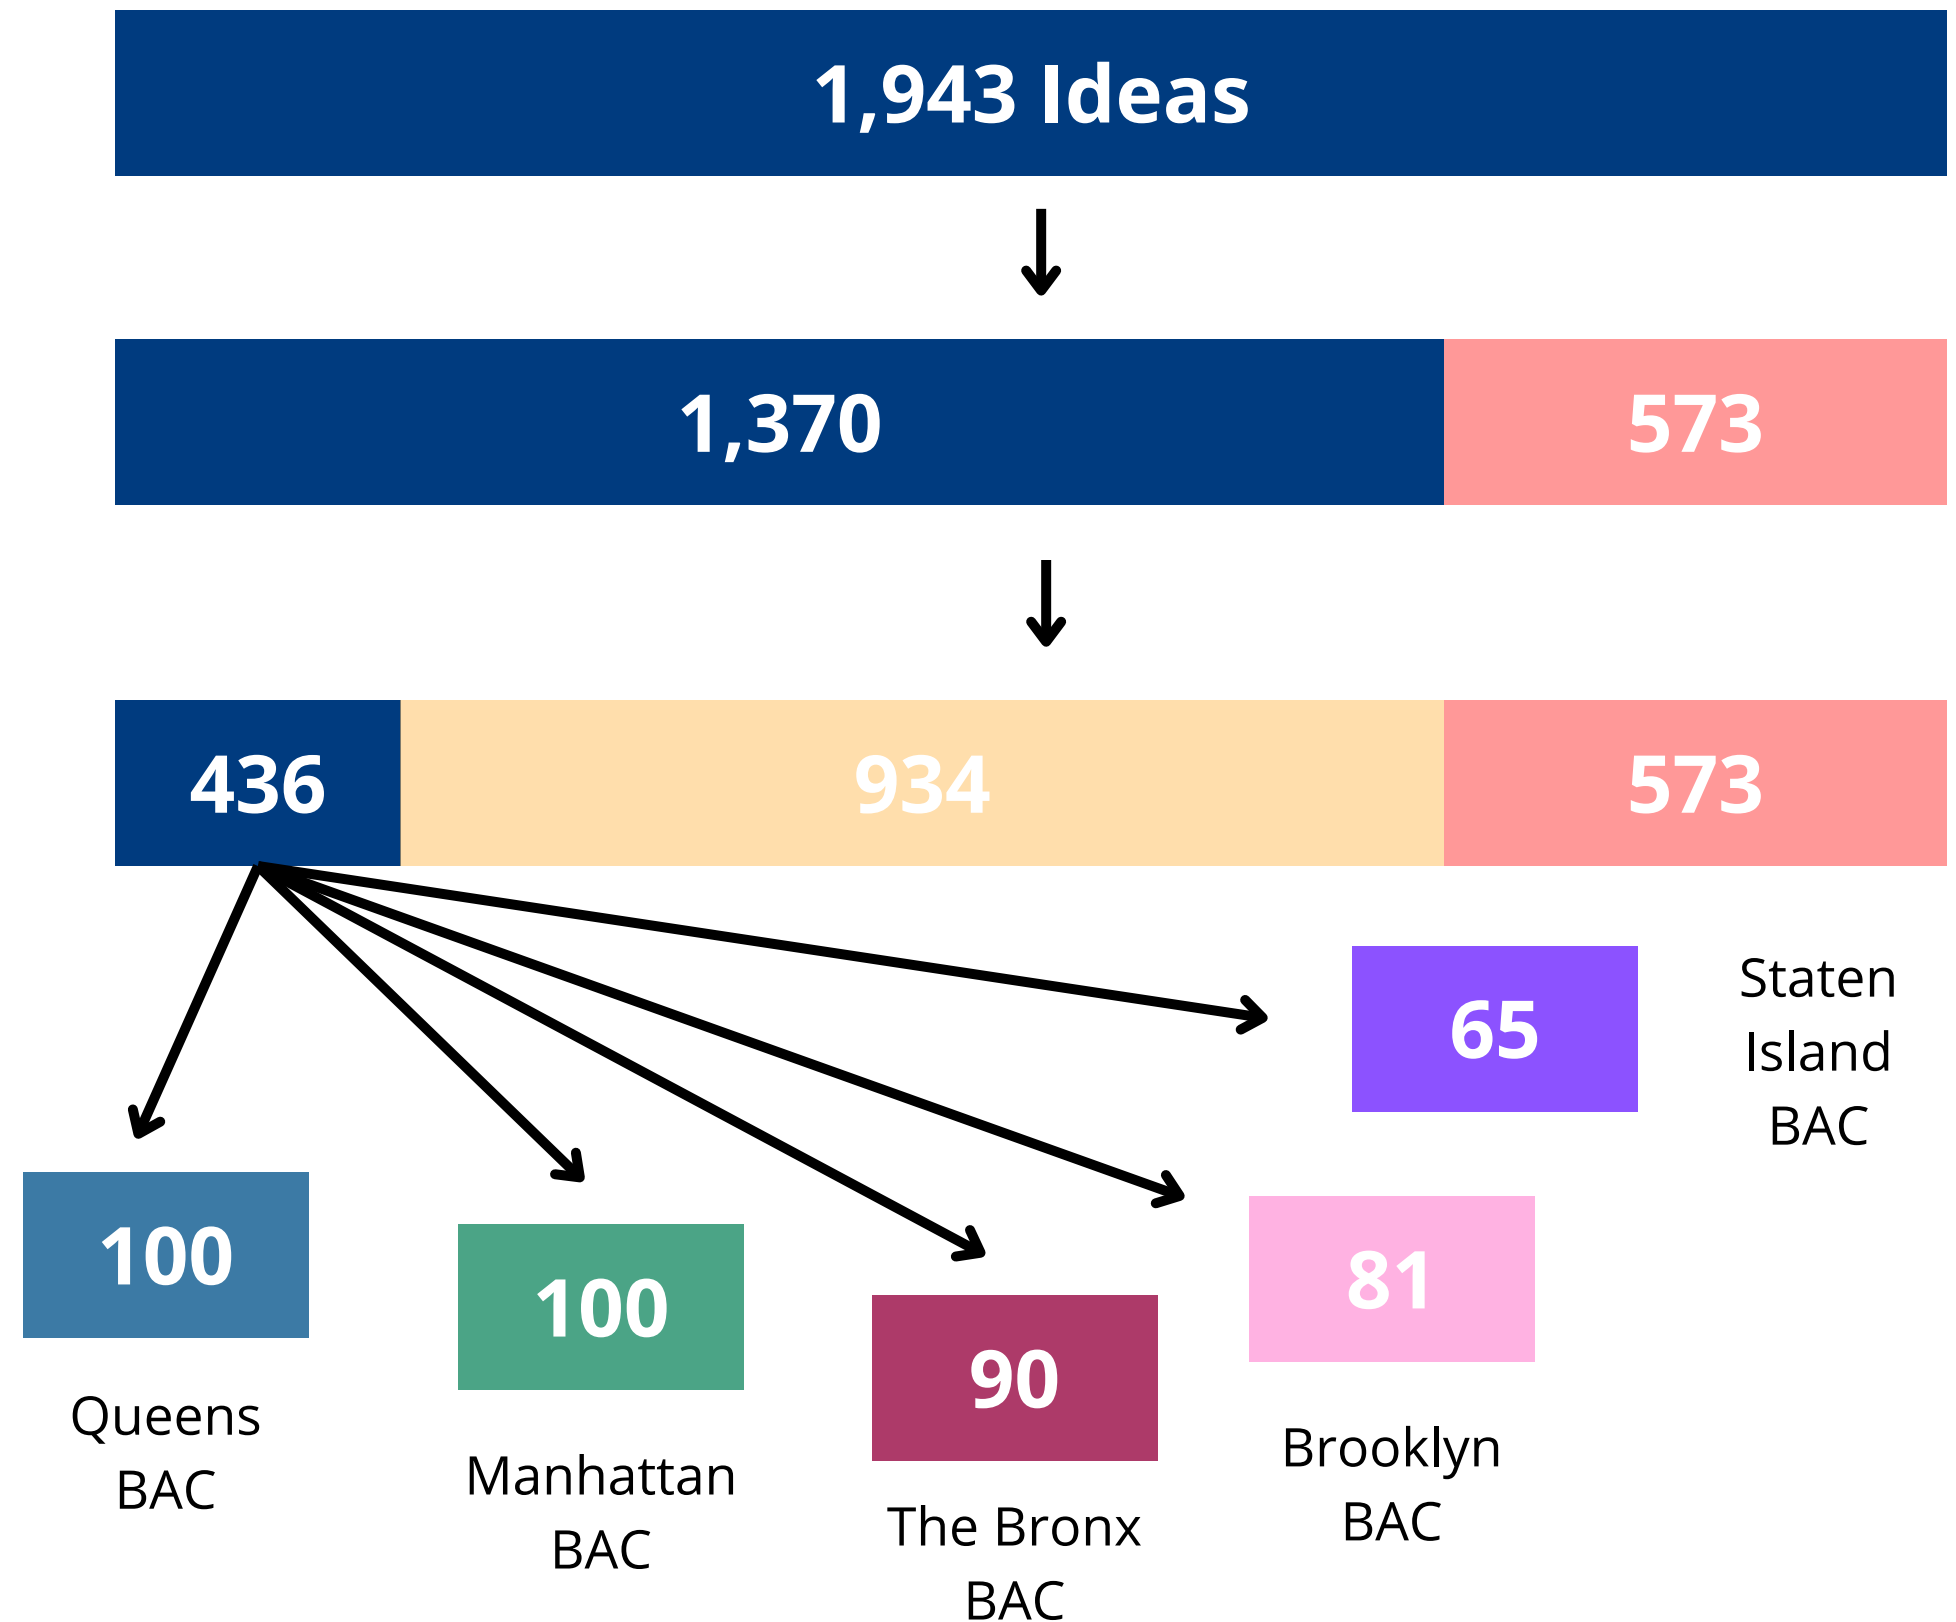 1,943 Ideas
1,370
573
436
934
573
65
Staten
Island
BAC
100
Queens
BAC
100
Manhattan
BAC
90
The Bronx
BAC
81
Brooklyn
BAC